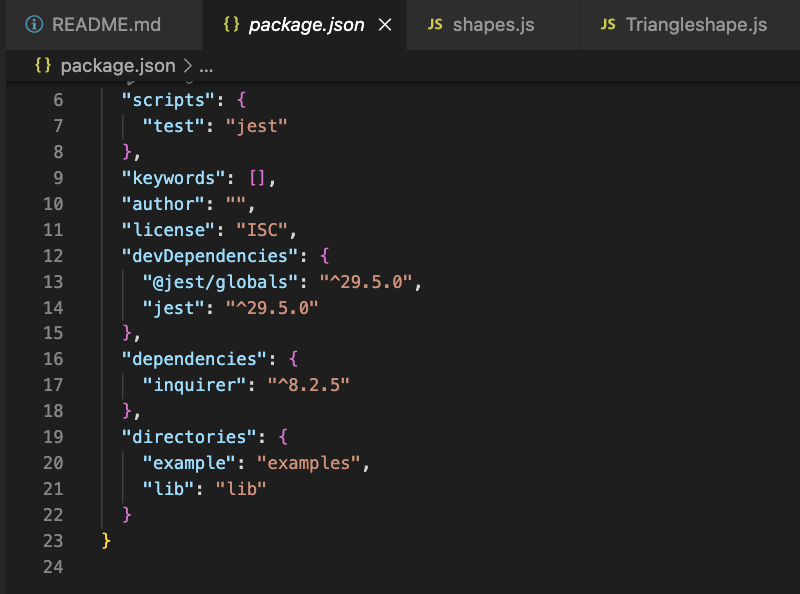 README.md {} package.json × JS shapes.js JS Triangleshape.js
{} package.json > ...
6 "scripts": {
7 "test": "jest"
8 },
9 "keywords": [],
10 "author": "",
11 "license": "ISC",
12 "devDependencies": {
13 "@jest/globals": "^29.5.0",
14 "jest": "^29.5.0"
15 },
16 "dependencies": {
17 "inquirer": "^8.2.5"
18 },
19 "directories": {
20 "example": "examples",
21 "lib": "lib"
22 }
23 }
24